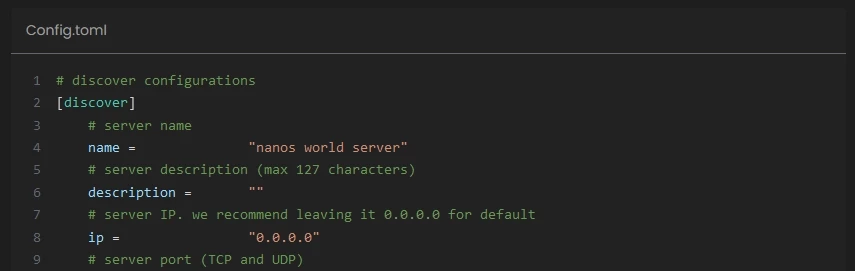 Config.toml
1 # discover configurations
2 [discover]
3 # server name
4 name = "nanos world server"
5 # server description (max 127 characters)
6 description = ""
7 # server IP. we recommend leaving it 0.0.0.0 for default
8 ip = "0.0.0.0"
9 # server port (TCP and UDP)